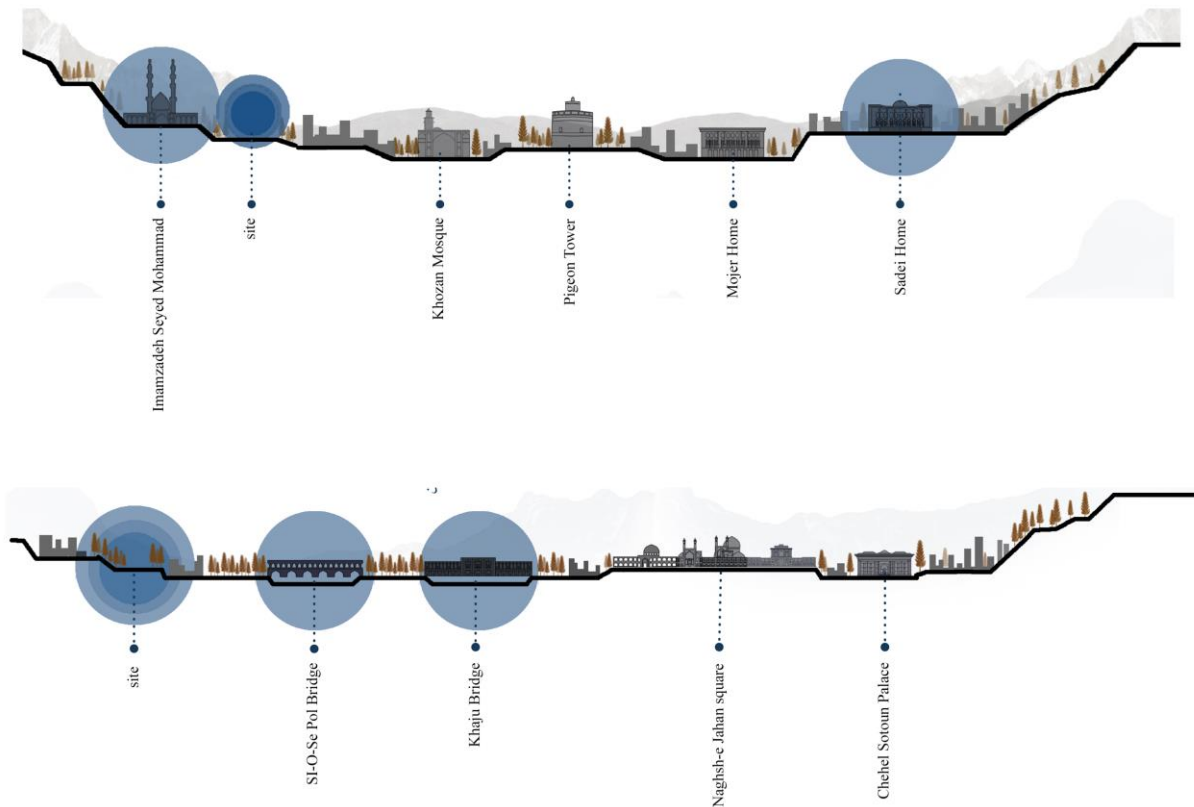 Imamzadeh Seyed Mohammad
site
Khozan Mosque
Pigeon Tower
Mojer Home
Sadei Home
site
SI-O-Se Pol Bridge
Khaju Bridge
Naghsh-e Jahan square
Chehel Sotoun Palace